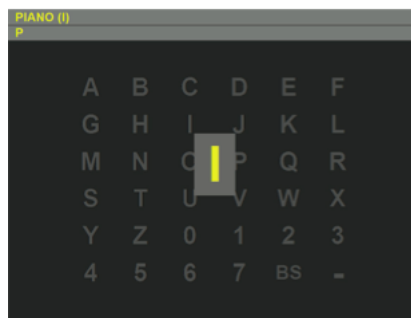 PIANO (I)
P
A B C D E F
G H I J K L
M N O P Q R
S T U V W X
Y Z 0 1 2 3
4 5 6 7 BS -
I